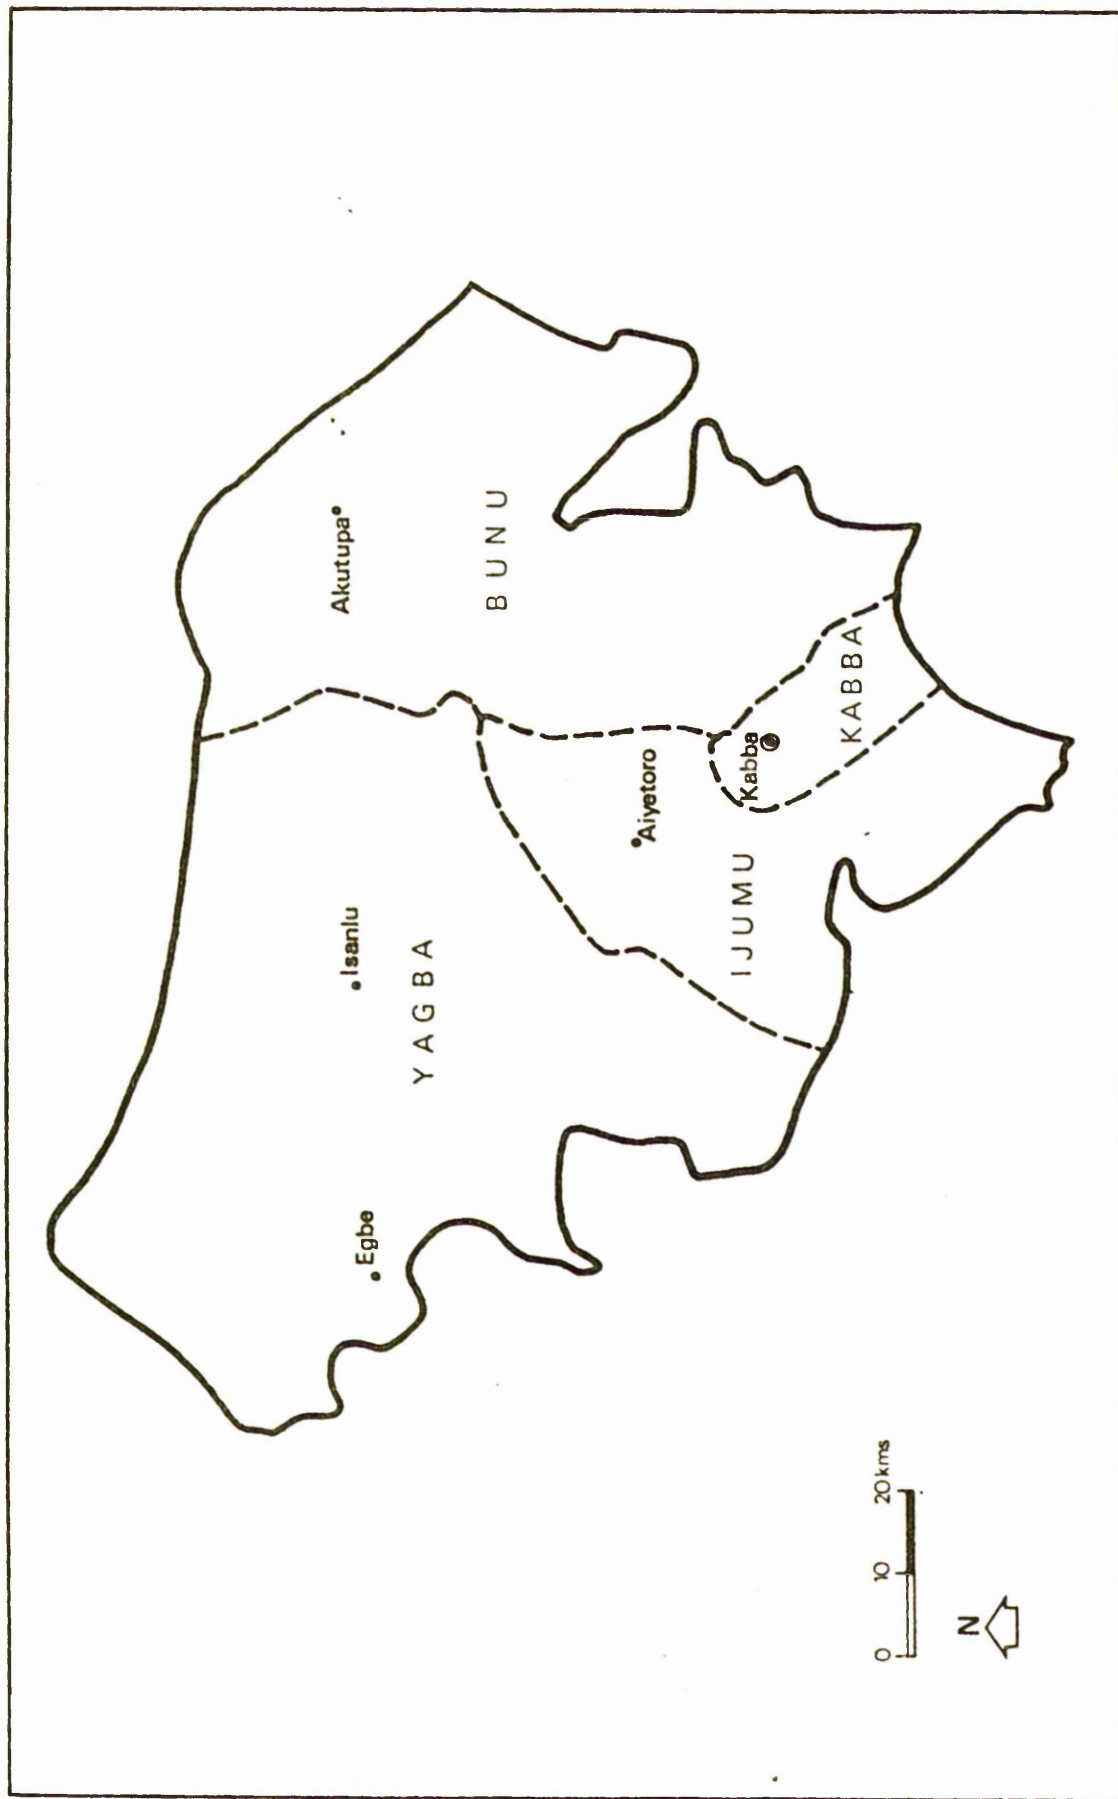 Akutupa
Isanlu
Egbe
YAGBA
BUNU
Aiyetoro
IJUMU
Kabba
KABBA
0 10 20kms
N